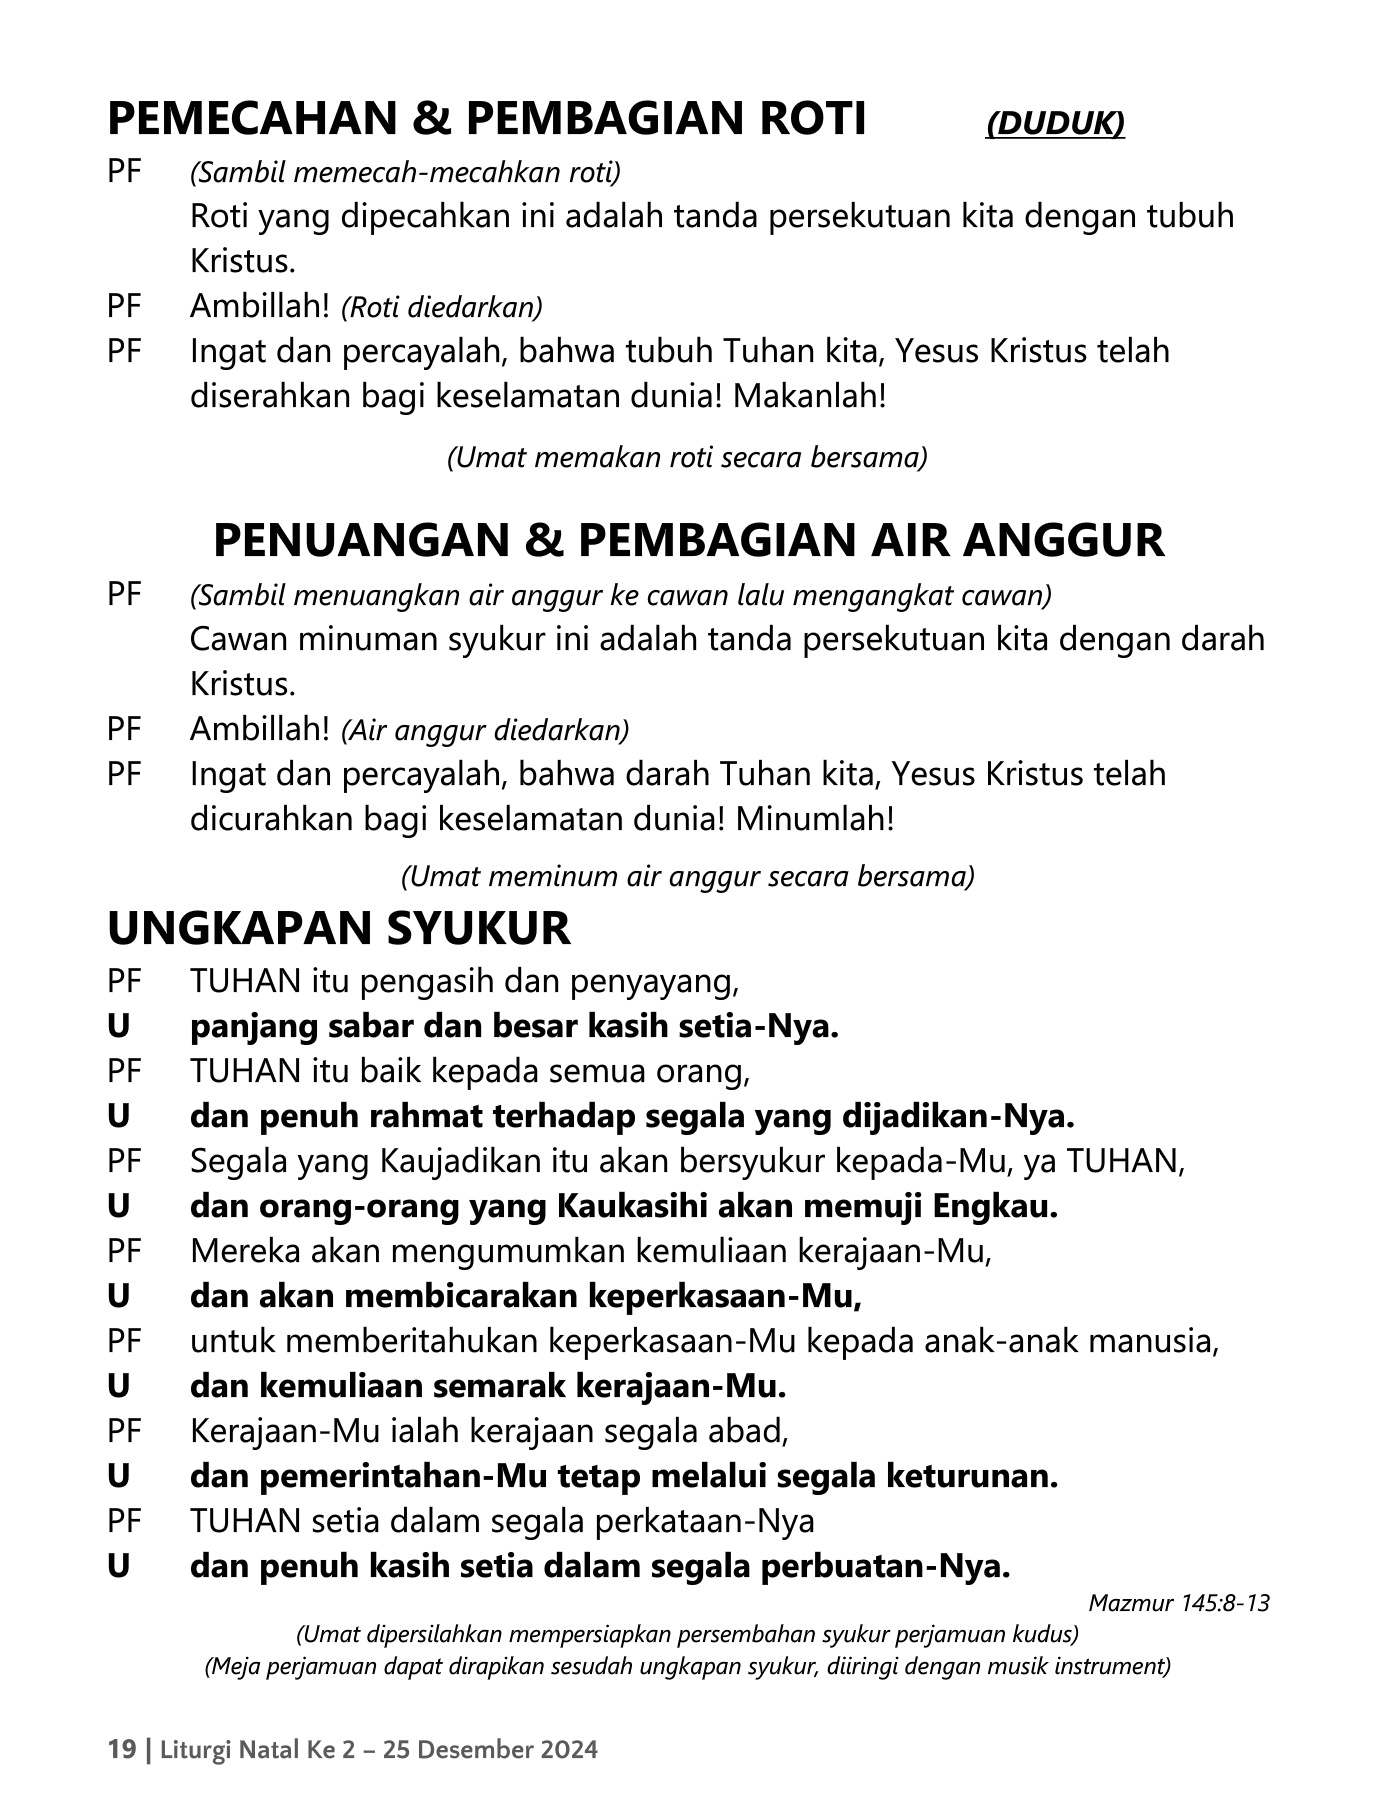 PEMECAHAN & PEMBAGIAN ROTI (DUDUK)
PF (Sambil memecah-mecahkan roti)
Roti yang dipecahkan ini adalah tanda persekutuan kita dengan tubuh
Kristus.
PF Ambillah! (Roti diedarkan)
PF Ingat dan percayalah, bahwa tubuh Tuhan kita, Yesus Kristus telah
diserahkan bagi keselamatan dunia! Makanlah!
(Umat memakan roti secara bersama)
PENUANGAN & PEMBAGIAN AIR ANGGUR
PF (Sambil menuangkan air anggur ke cawan lalu mengangkat cawan)
Cawan minuman syukur ini adalah tanda persekutuan kita dengan darah
Kristus.
PF Ambillah! (Air anggur diedarkan)
PF Ingat dan percayalah, bahwa darah Tuhan kita, Yesus Kristus telah
dicurahkan bagi keselamatan dunia! Minumlah!
(Umat meminum air anggur secara bersama)
UNGKAPAN SYUKUR
PF TUHAN itu pengasih dan penyayang,
U panjang sabar dan besar kasih setia-Nya.
PF TUHAN itu baik kepada semua orang,
U dan penuh rahmat terhadap segala yang dijadikan-Nya.
PF Segala yang Kaujadikan itu akan bersyukur kepada-Mu, ya TUHAN,
U dan orang-orang yang Kaukasihi akan memuji Engkau.
PF Mereka akan mengumumkan kemuliaan kerajaan-Mu,
U dan akan membicarakan keperkasaan-Mu,
PF untuk memberitahukan keperkasaan-Mu kepada anak-anak manusia,
U dan kemuliaan semarak kerajaan-Mu.
PF Kerajaan-Mu ialah kerajaan segala abad,
U dan pemerintahan-Mu tetap melalui segala keturunan.
PF TUHAN setia dalam segala perkataan-Nya
U dan penuh kasih setia dalam segala perbuatan-Nya.
Mazmur 145:8-13
(Umat dipersilahkan mempersiapkan persembahan syukur perjamuan kudus)
(Meja perjamuan dapat dirapikan sesudah ungkapan syukur, diiringi dengan musik instrument)
19 | Liturgi Natal Ke 2 – 25 Desember 2024